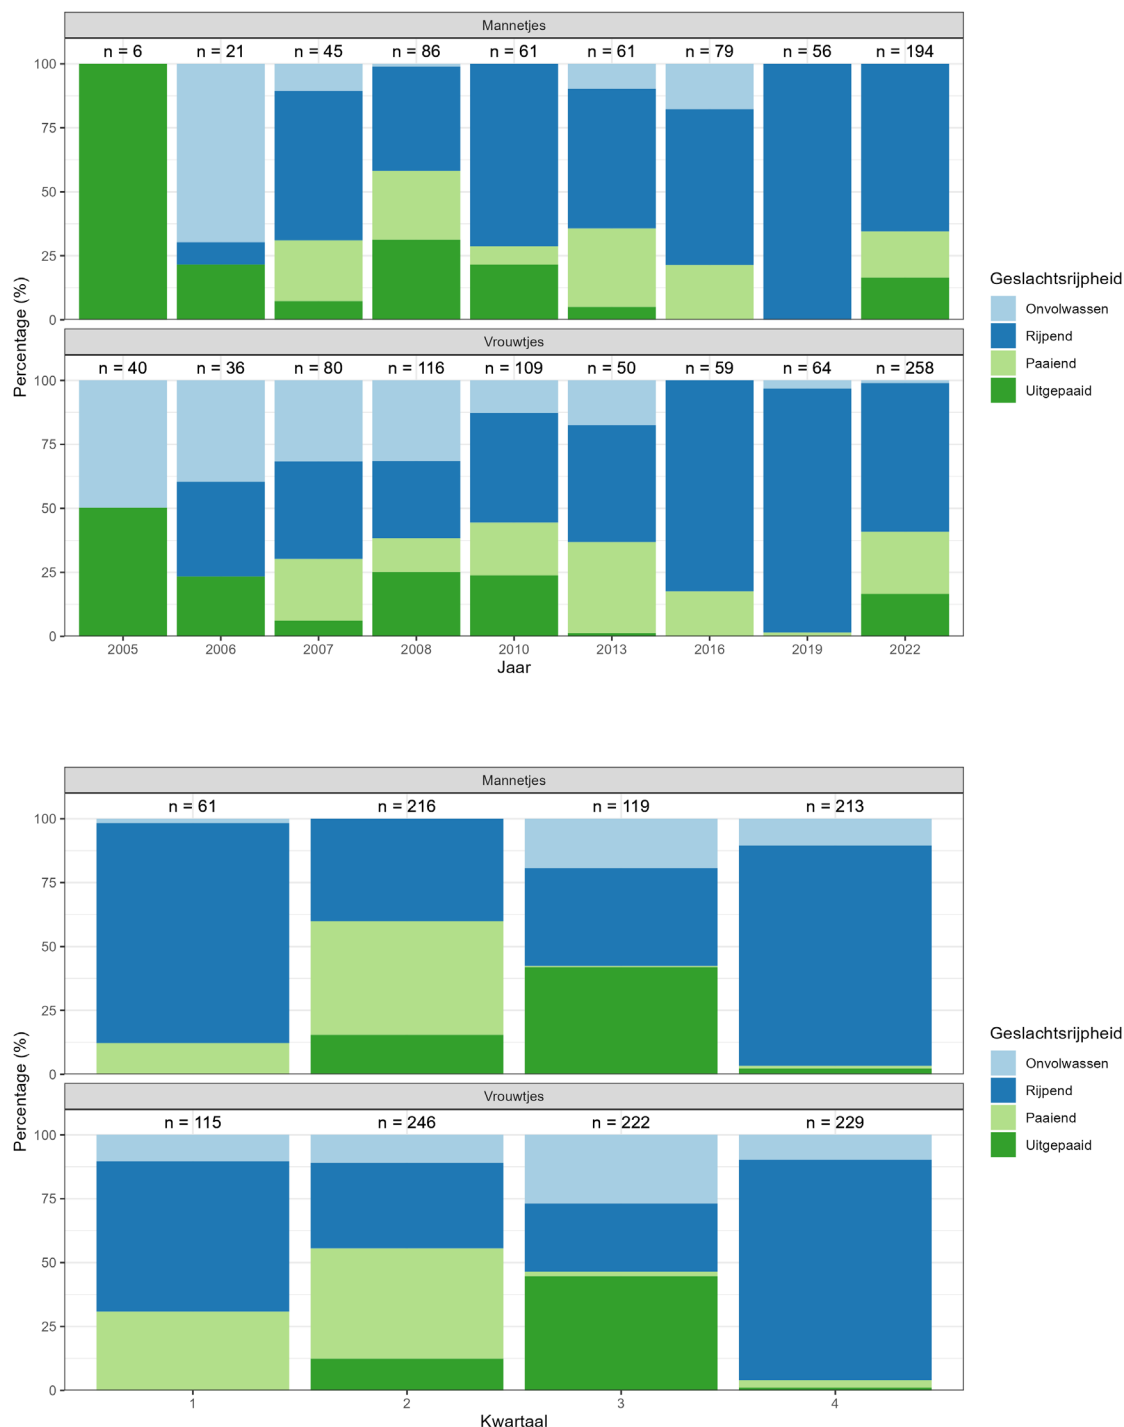 Mannetjes
n = 6 n = 21 n = 45 n = 86 n = 61 n = 61 n = 79 n = 56 n = 194
100
75
50
25
0
Vrouwtjes
n = 40 n = 36 n = 80 n = 116 n = 109 n = 50 n = 59 n = 64 n = 258
100
75
50
25
0
2005 2006 2007 2008 2010 2013 2016 2019 2022
Jaar
Percentage (%)
Geslachtsrijpheid
Onvolwassen
Rijpend
Paaiend
Uitgepaaid
Mannetjes
n = 61 n = 216 n = 119 n = 213
100
75
50
25
0
Vrouwtjes
n = 115 n = 246 n = 222 n = 229
100
75
50
25
0
1 2 3 4
Kwartaal
Percentage (%)
Geslachtsrijpheid
Onvolwassen
Rijpend
Paaiend
Uitgepaaid